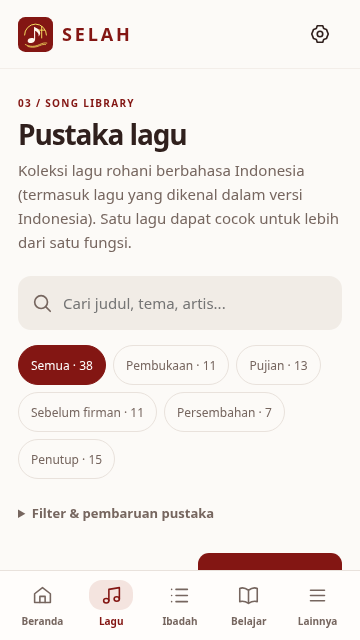 SELAH
03 / SONG LIBRARY
Pustaka lagu
Koleksi lagu rohani berbahasa Indonesia
(termasuk lagu yang dikenal dalam versi
Indonesia). Satu lagu dapat cocok untuk lebih
dari satu fungsi.
Cari judul, tema, artis...
Semua · 38
Pembukaan · 11
Pujian · 13
Sebelum firman · 11
Persembahan · 7
Penutup · 15
Filter & pembaruan pustaka
Beranda
Lagu
Ibadah
Belajar
Lainnya